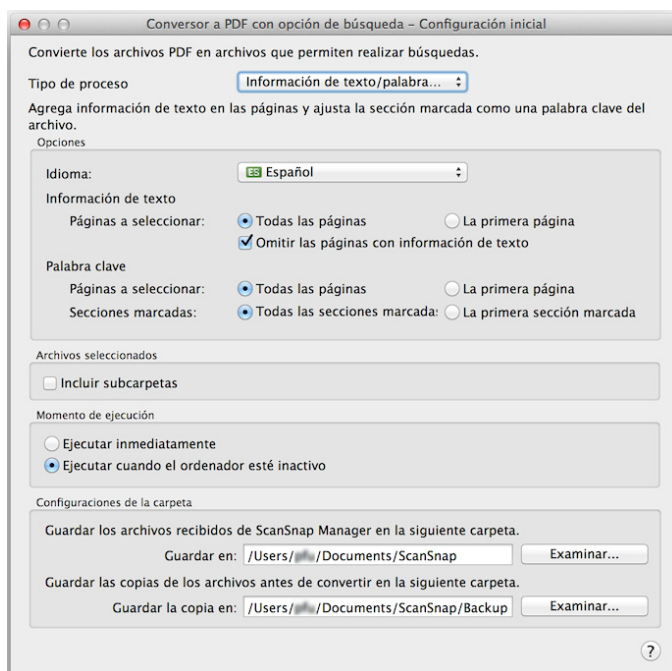 Conversor a PDF con opción de búsqueda – Configuración inicial
Convierte los archivos PDF en archivos que permiten realizar búsquedas.
Tipo de proceso Información de texto/palabra...
Agrega información de texto en las páginas y ajusta la sección marcada como una palabra clave del
archivo.
Opciones
Idioma: ES Español
Información de texto
Páginas a seleccionar: Todas las páginas La primera página
Omitir las páginas con información de texto
Palabra clave
Páginas a seleccionar: Todas las páginas La primera página
Secciones marcadas: Todas las secciones marcada: La primera sección marcada
Archivos seleccionados
Incluir subcarpetas
Momento de ejecución
Ejecutar inmediatamente
Ejecutar cuando el ordenador esté inactivo
Configuraciones de la carpeta
Guardar los archivos recibidos de ScanSnap Manager en la siguiente carpeta.
Guardar en: /Users/ /Documents/ScanSnap Examinar...
Guardar las copias de los archivos antes de convertir en la siguiente carpeta.
Guardar la copia en: /Users/ /Documents/ScanSnap/Backup Examinar...
?